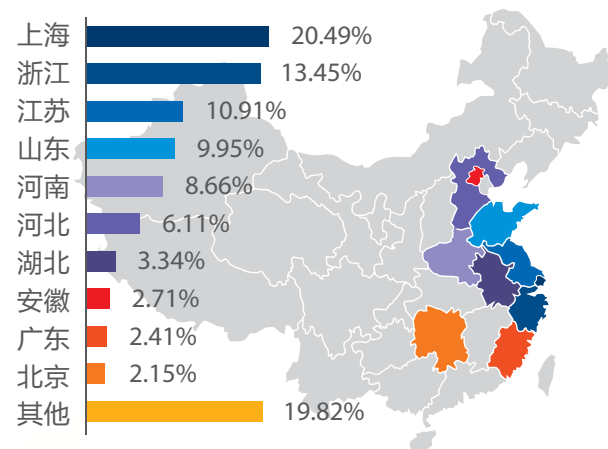 上海 20.49%
浙江 13.45%
江苏 10.91%
山东 9.95%
河南 8.66%
河北 6.11%
湖北 3.34%
安徽 2.71%
广东 2.41%
北京 2.15%
其他 19.82%